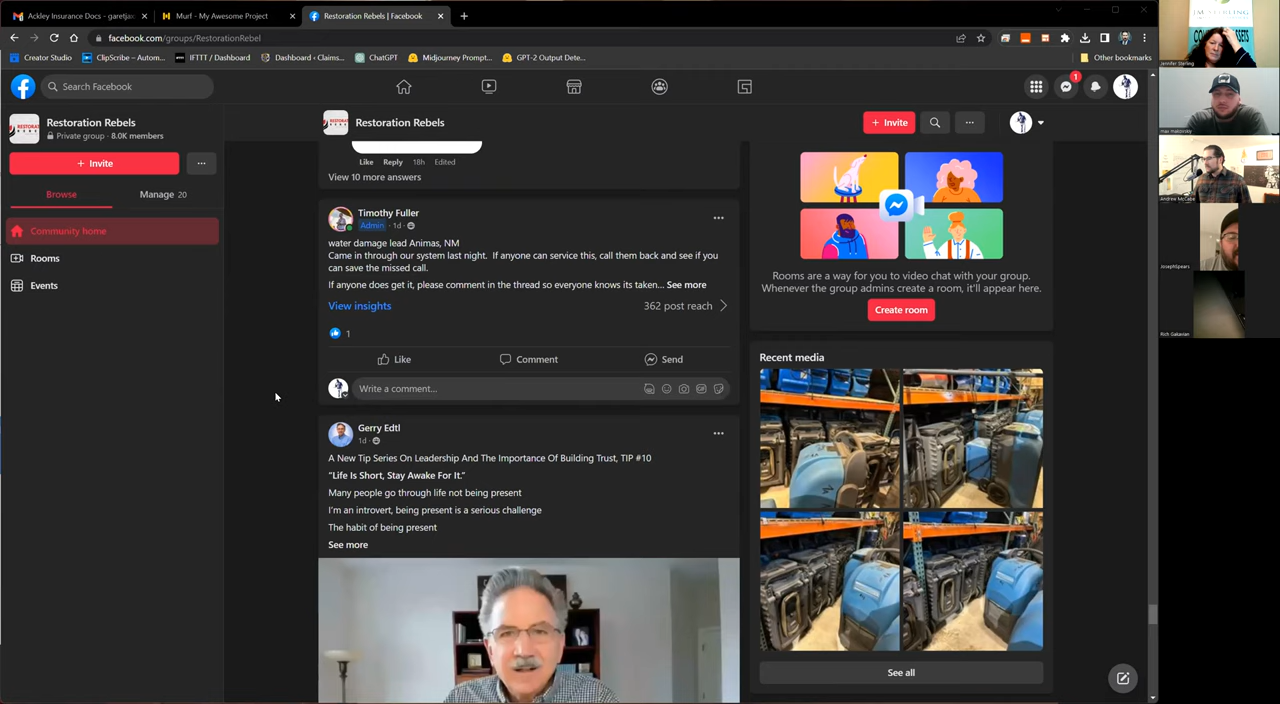 Ackley Insurance Docs - garetjax
Murf - My Awesome Project
Restoration Rebels | Facebook
facebook.com/groups/RestorationRebel
Creator Studio
ClipScribe – Autom...
IFTTT / Dashboard
Dashboard - Claims...
ChatGPT
Midjourney Prompt...
GPT-2 Output Dete...
Other bookmarks
Search Facebook
1
Restoration Rebels
Private group · 8.0K members
+ Invite
...
Browse
Manage 20
Community home
Rooms
Events
Restoration Rebels
+ Invite
...
Like Reply 18h Edited
View 10 more answers
Timothy Fuller
Admin · 1d ·
water damage lead Animas, NM
Came in through our system last night. If anyone can service this, call them back and see if you
can save the missed call.
If anyone does get it, please comment in the thread so everyone knows its taken... See more
View insights
362 post reach
1
Like
Comment
Send
Write a comment...
Gerry Edtl
1d ·
A New Tip Series On Leadership And The Importance Of Building Trust, TIP #10
“Life Is Short, Stay Awake For It.”
Many people go through life not being present
I'm an introvert, being present is a serious challenge
The habit of being present
See more
Rooms are a way for you to video chat with your group.
Whenever the group admins create a room, it'll appear here.
Create room
Recent media
See all
Jennifer Sterling
Andrew McCabe
JosephSpears